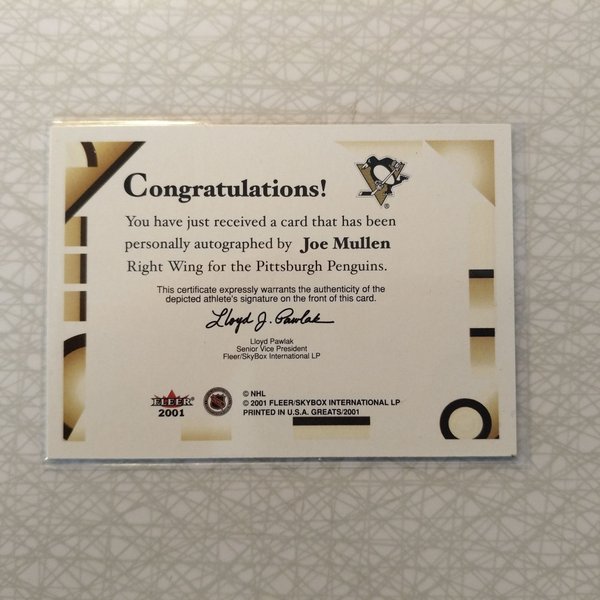 Congratulations!
You have just received a card that has been
personally autographed by Joe Mullen
Right Wing for the Pittsburgh Penguins.
This certificate expressly warrants the authenticity of the
depicted athlete's signature on the front of this card.
Lloyd J. Pawlak
Lloyd Pawlak
Senior Vice President
Fleer/SkyBox International LP
FLEER
2001
© NHL
© 2001 FLEER/SKYBOX INTERNATIONAL LP
PRINTED IN U.S.A. GREATS/2001
®